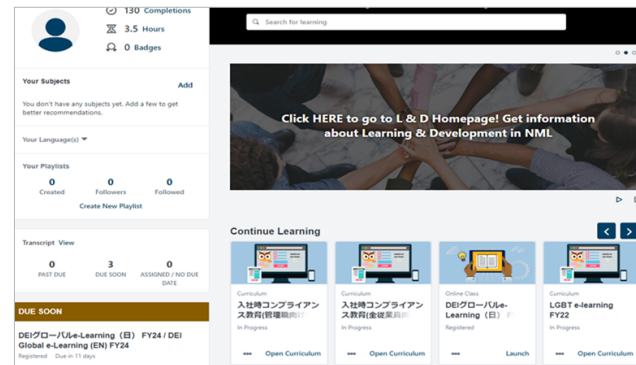 130 Completions
3.5 Hours
0 Badges
Your Subjects
Add
You don't have any subjects yet. Add a few to get
better recommendations.
Your Language(s)
Your Playlists
0 0 0
Created Followers Followed
Create New Playlist
Transcript View
0 3 0
PAST DUE DUE SOON ASSIGNED / NO DUE
DATE
DUE SOON
DEIグローバルe-Learning（日） FY24 / DEI
Global e-Learning (EN) FY24
Registered Due in 11 days
Search for learning
Click HERE to go to L & D Homepage! Get information
about Learning & Development in NML
Continue Learning
Curriculum
入社時コンプライアン
ス教育(管理職向け
In Progress
Open Curriculum
Curriculum
入社時コンプライアン
ス教育(全従業員
In Progress
Open Curriculum
Online Class
DEIグローバルe-
Learning（日） F
Registered
Launch
Curriculum
LGBT e-learning
FY22
In Progress
Open Curriculum